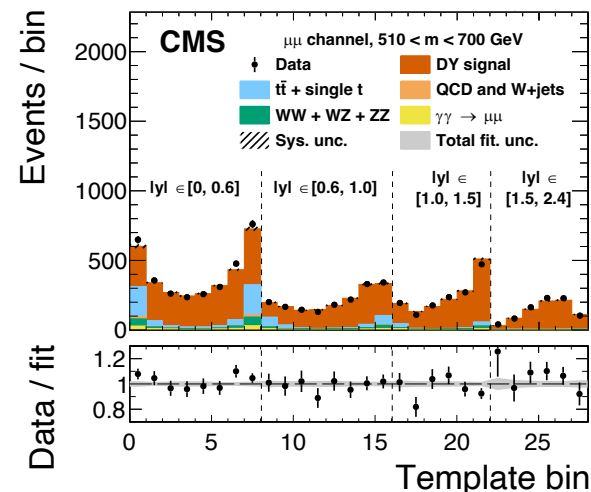 CMS
μμ channel, 510 < m < 700 GeV
Data
DY signal
tt̄ + single t
QCD and W+jets
WW + WZ + ZZ
γγ → μμ
Sys. unc.
Total fit. unc.
Events / bin
2000
1500
1000
500
0
|y| ∈[0, 0.6]
|y| ∈[0.6, 1.0]
|y| ∈
[1.0, 1.5]
|y| ∈
[1.5, 2.4]
Data / fit
1.2
1
0.8
0 5 10 15 20 25
Template bin